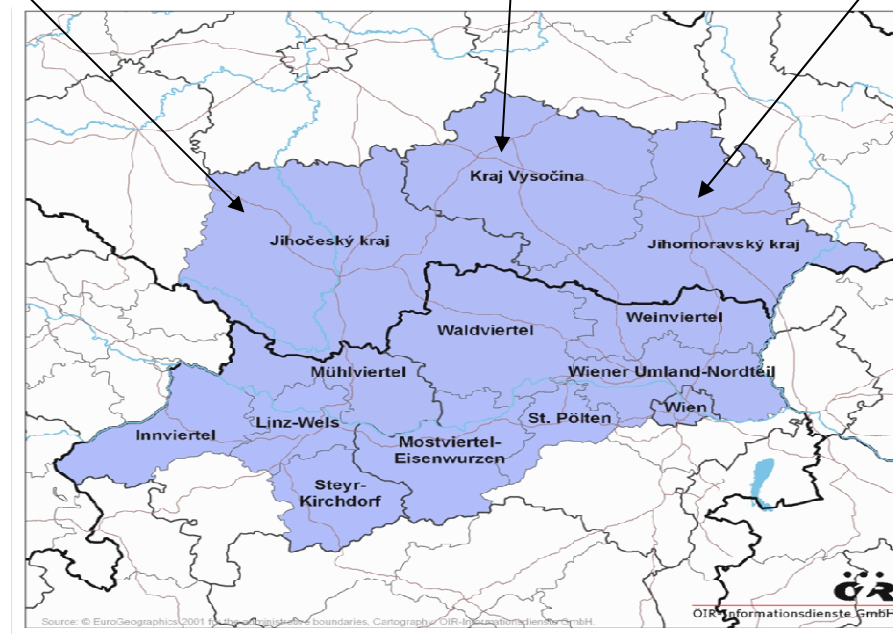 Kraj Vysočina
Jihočeský kraj
Jihomoravský kraj
Weinviertel
Waldviertel
Mühlviertel
Wiener Umland-Nordteil
Wien
St. Pölten
Linz-Wels
Innviertel
Mostviertel-
Eisenwurzen
Steyr-
Kirchdorf
ÖIR
ÖIR-Informationsdienste GmbH
Source: © EuroGeographics 2001 for the administrative boundaries, Cartography: ÖIR-Informationsdienste GmbH.